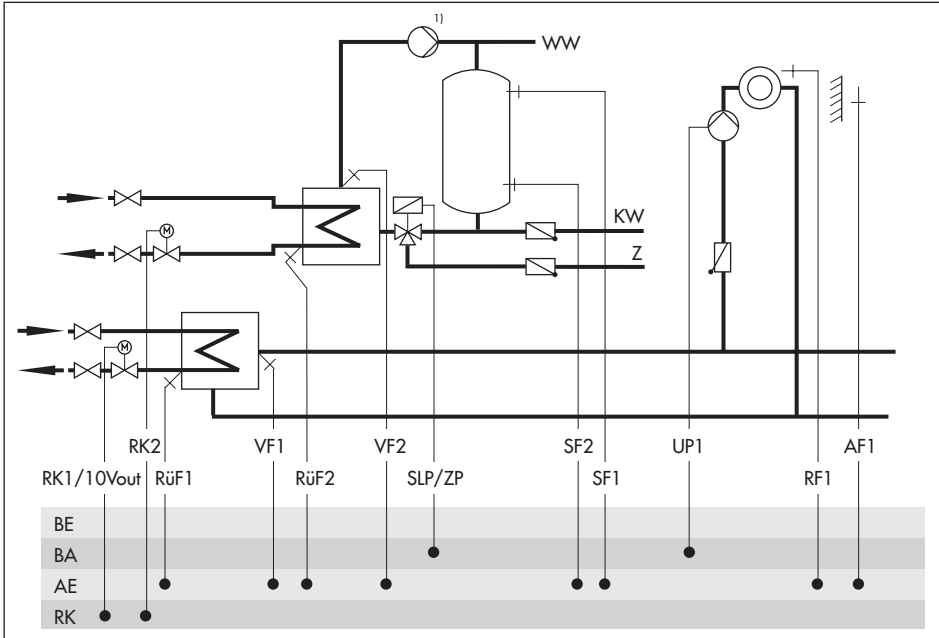 1)
WW
KW
M
Z
M
RK2 VF1 VF2 SF2 UP1 AF1
RK1/10Vout RüF1 RüF2 SLP/ZP SF1 RF1
BE
BA
AE
RK